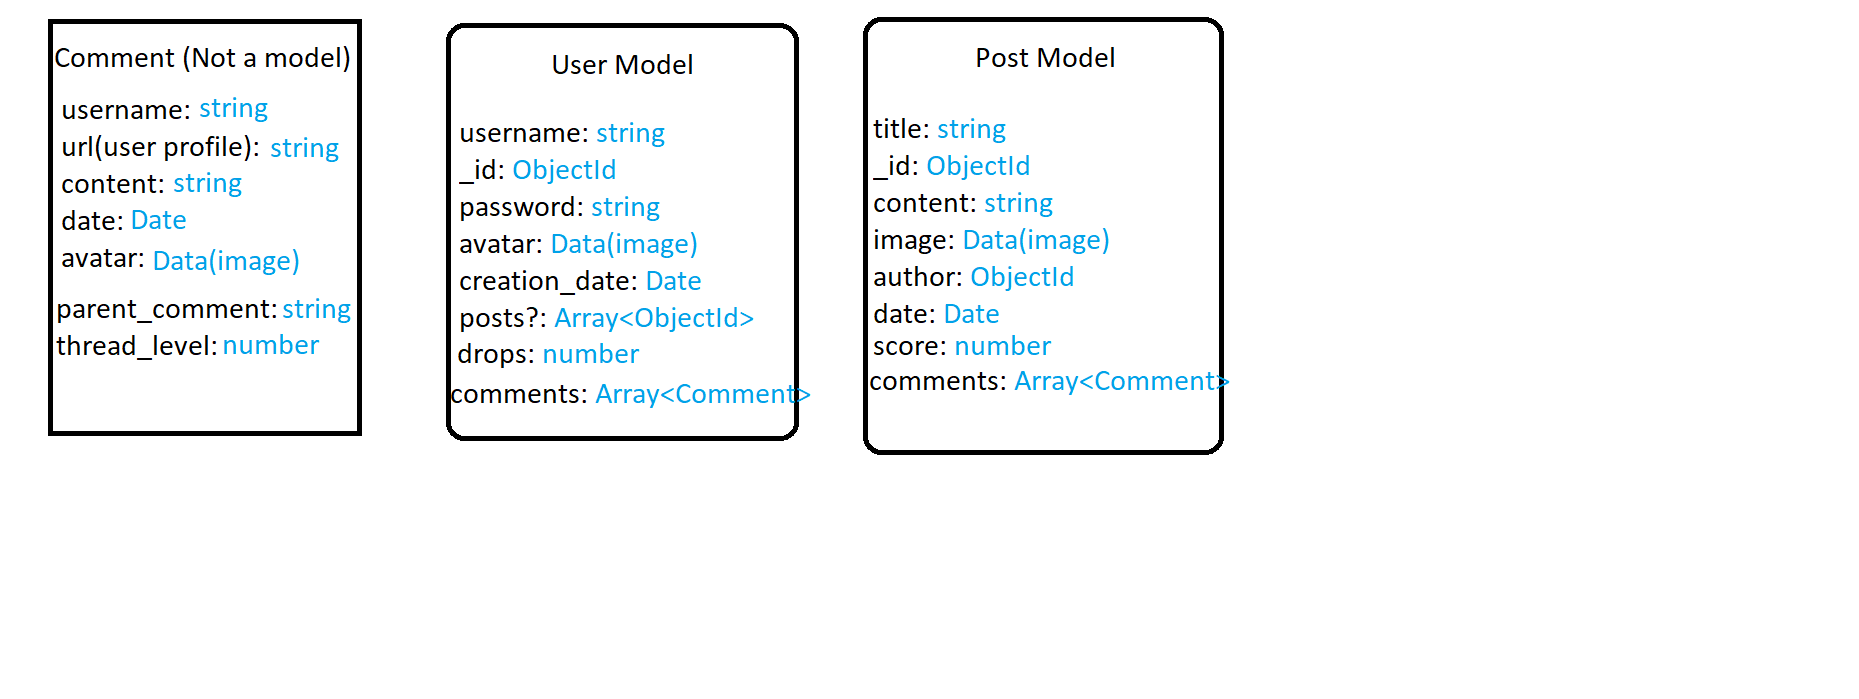 Comment (Not a model)
username: string
url(user profile): string
content: string
date: Date
avatar: Data(image)
parent_comment: string
thread_level: number
User Model
username: string
_id: ObjectId
password: string
avatar: Data(image)
creation_date: Date
posts?: Array<ObjectId>
drops: number
comments: Array<Comment>
Post Model
title: string
_id: ObjectId
content: string
image: Data(image)
author: ObjectId
date: Date
score: number
comments: Array<Comment>